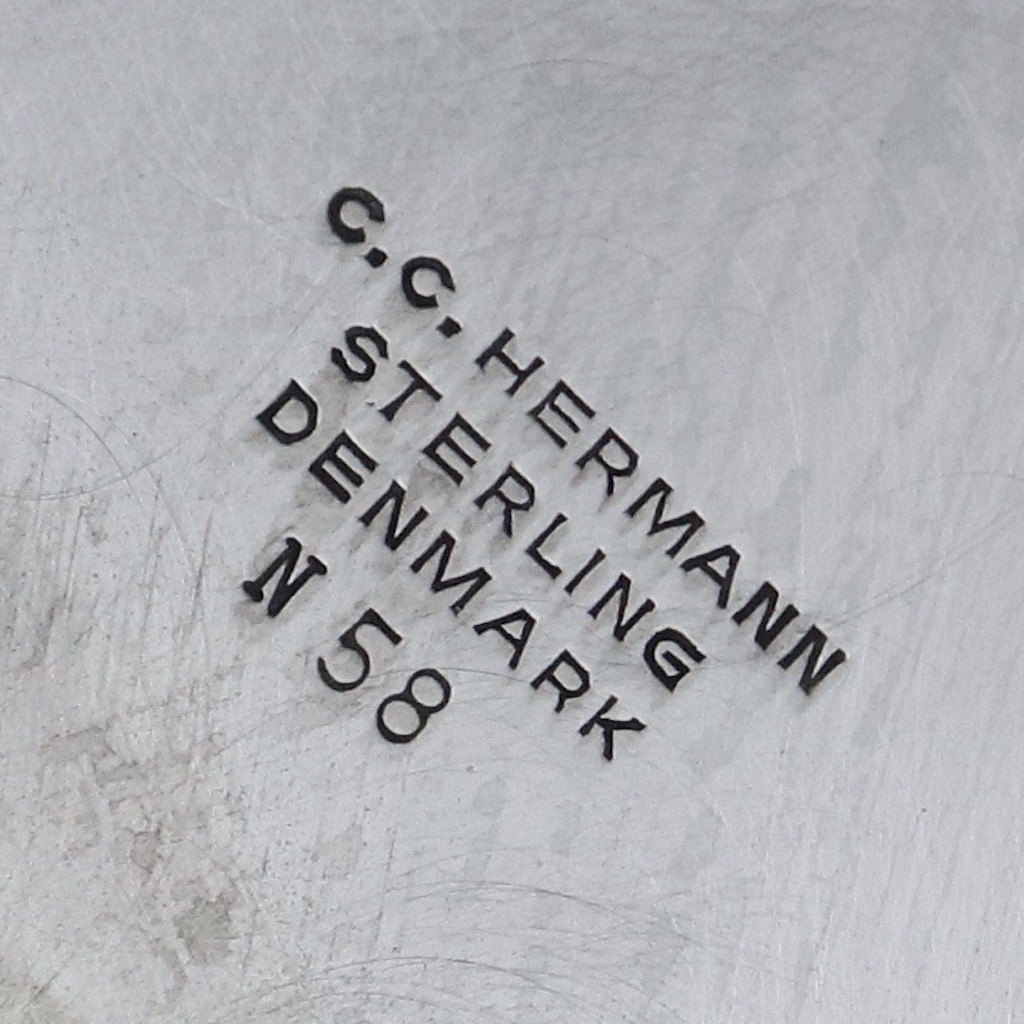 C.C. HERMANN
STERLING
DENMARK
N 58